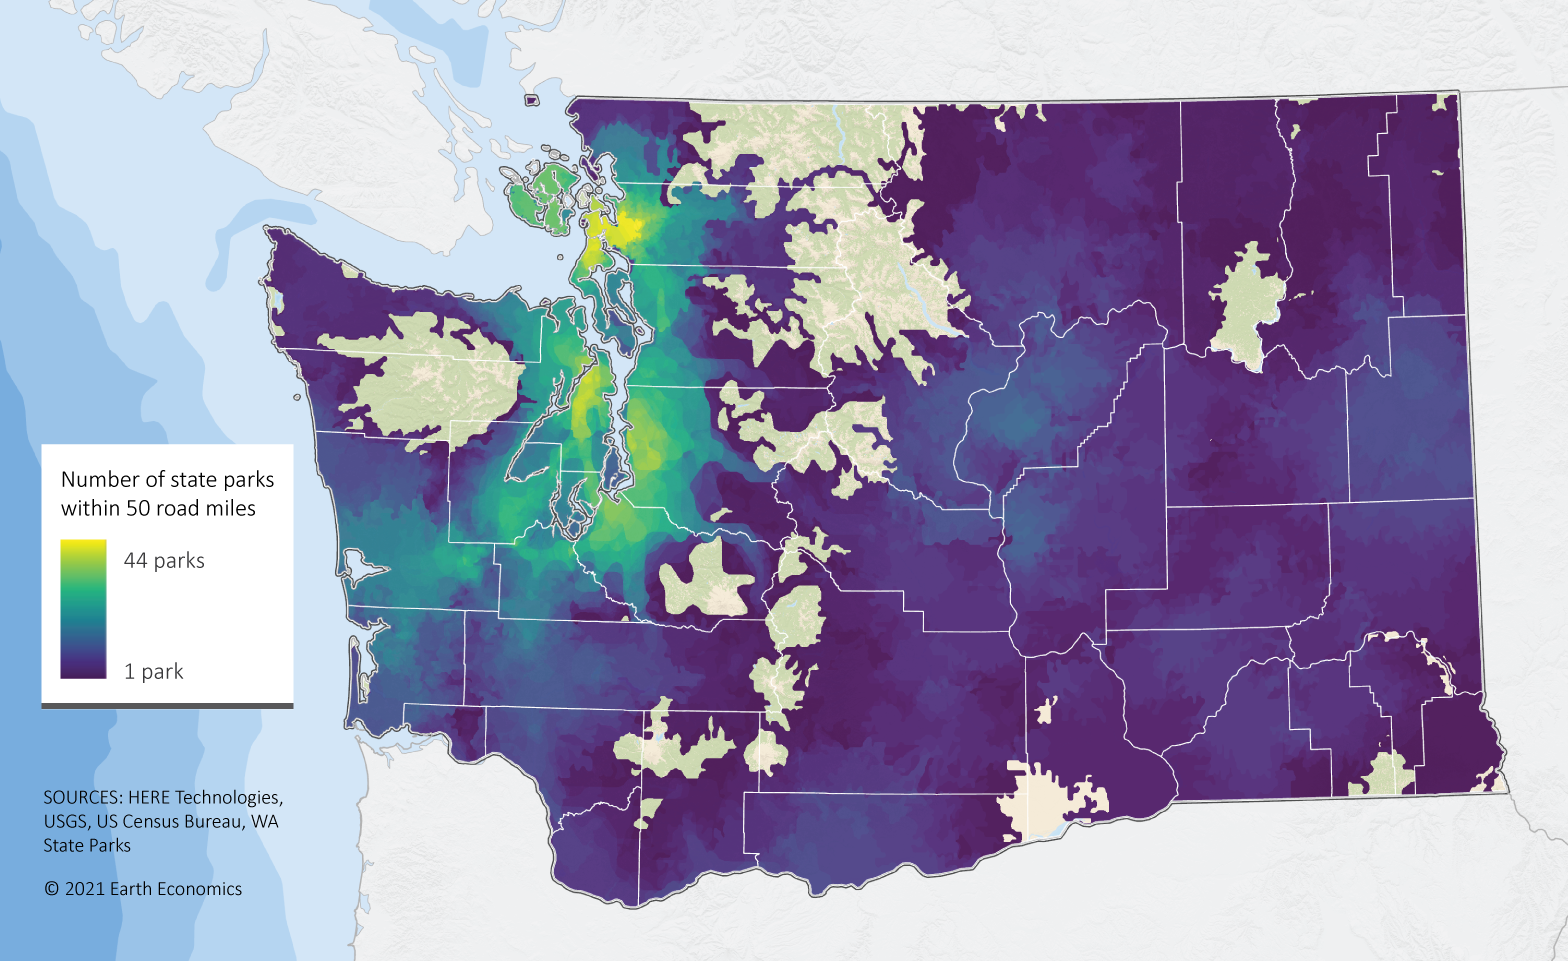 Number of state parks
within 50 road miles
44 parks
1 park
SOURCES: HERE Technologies,
USGS, US Census Bureau, WA
State Parks
© 2021 Earth Economics